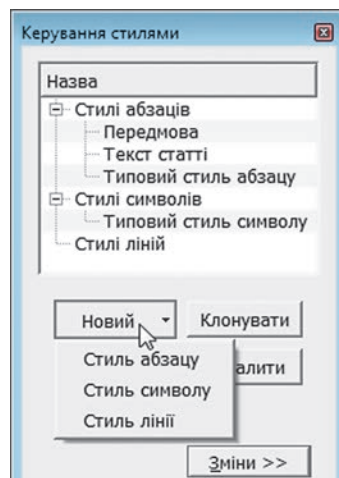 Керування стилями
Назва
Стилі абзаців
Передмова
Текст статті
Типовий стиль абзацу
Стилі символів
Типовий стиль символу
Стилі ліній
Новий
Клонувати
Стиль абзацу
алити
Стиль символу
Стиль лінії
Зміни >>